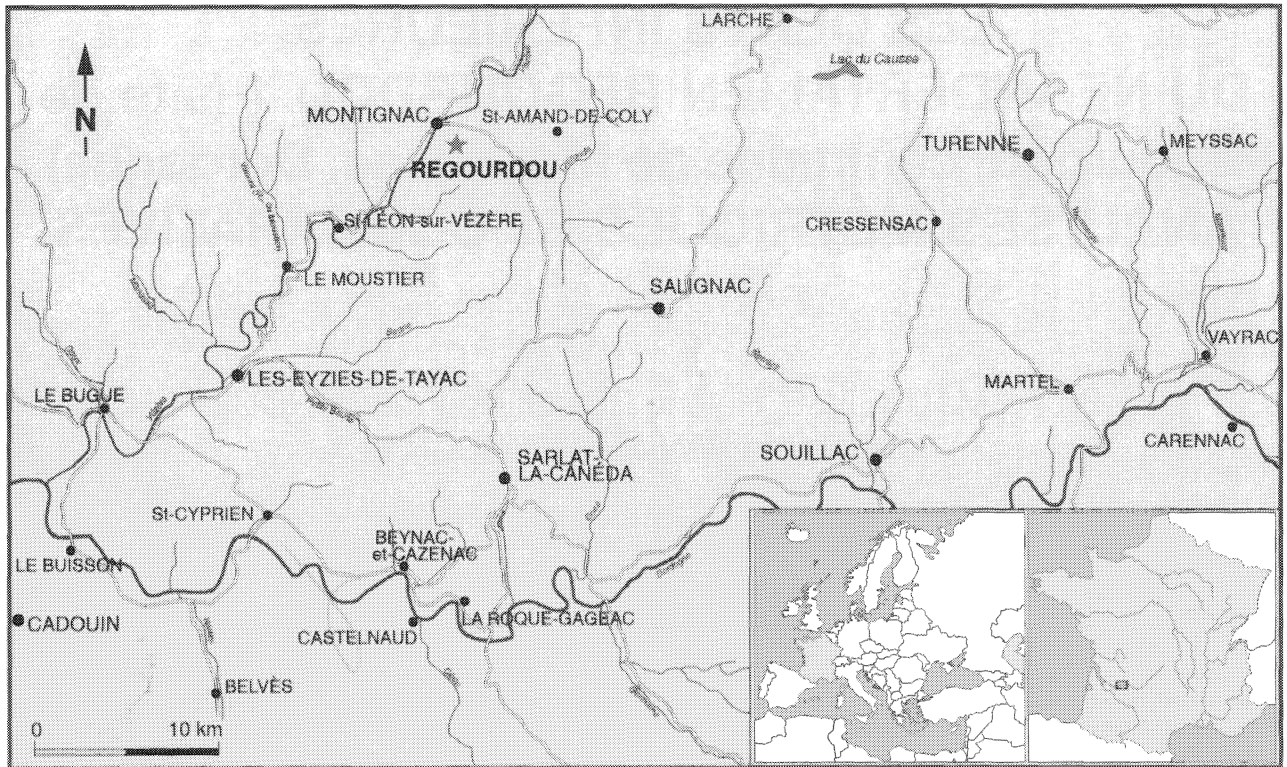 LARCHE
Lac du Causse
N
MONTIGNAC
St-AMAND-DE-COLY
REGOURDOU
TURENNE
MEYSSAC
St-LÉON-sur-VÉZÈRE
CRESSENSAC
LE MOUSTIER
SALIGNAC
VAYRAC
LES-EYZIES-DE-TAYAC
MARTEL
LE BUGUE
CARENNAC
SARLAT-
LA-CANÉDA
SOUILLAC
St-CYPRIEN
BEYNAC-
et-CAZENAC
LE BUISSON
CADOUIN
CASTELNAUD
LA ROQUE-GAGEAC
BELVÈS
0
10 km